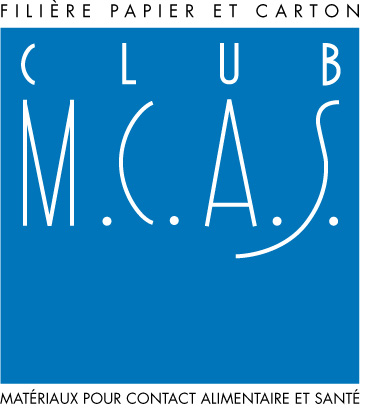 FILIÈRE PAPIER ET CARTON
CLUB
M.C.A.S.
MATÉRIAUX POUR CONTACT ALIMENTAIRE ET SANTÉ